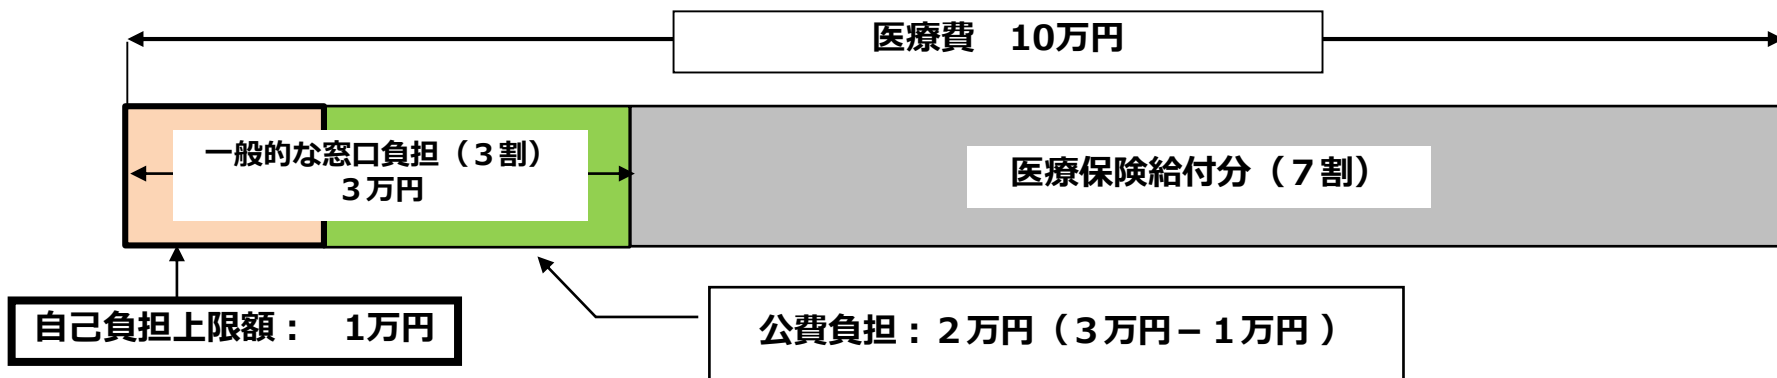 医療費　10万円
一般的な窓口負担（３割）
３万円
医療保険給付分（７割）
自己負担上限額：　1万円
公費負担：２万円（３万円－１万円 ）